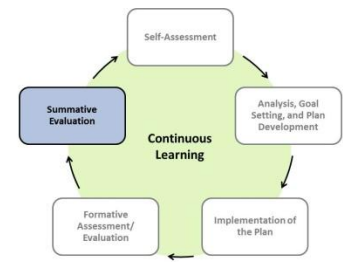 Self-Assessment
Summative
Evaluation
Analysis, Goal
Setting, and Plan
Development
Continuous
Learning
Formative
Assessment/
Evaluation
Implementation of
the Plan